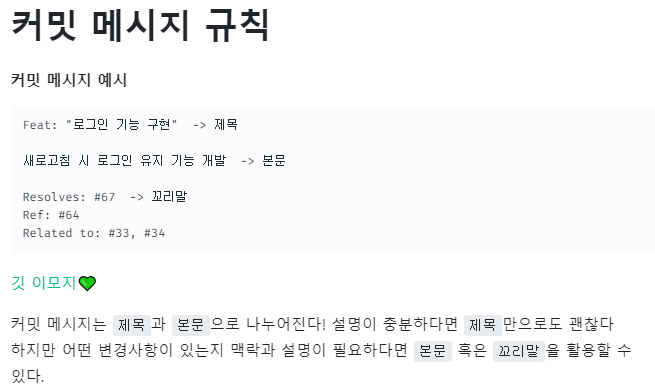 커밋 메시지 규칙
커밋 메시지 예시
Feat: "로그인 기능 구현" -> 제목
새로고침 시 로그인 유지 기능 개발 -> 본문
Resolves: #67 -> 꼬리말
Ref: #64
Related to: #33, #34
깃 이모지💚
커밋 메시지는 제목과 본문으로 나누어진다! 설명이 충분하다면 제목만으로도 괜찮다
하지만 어떤 변경사항이 있는지 맥락과 설명이 필요하다면 본문 혹은 꼬리말을 활용할 수
있다.